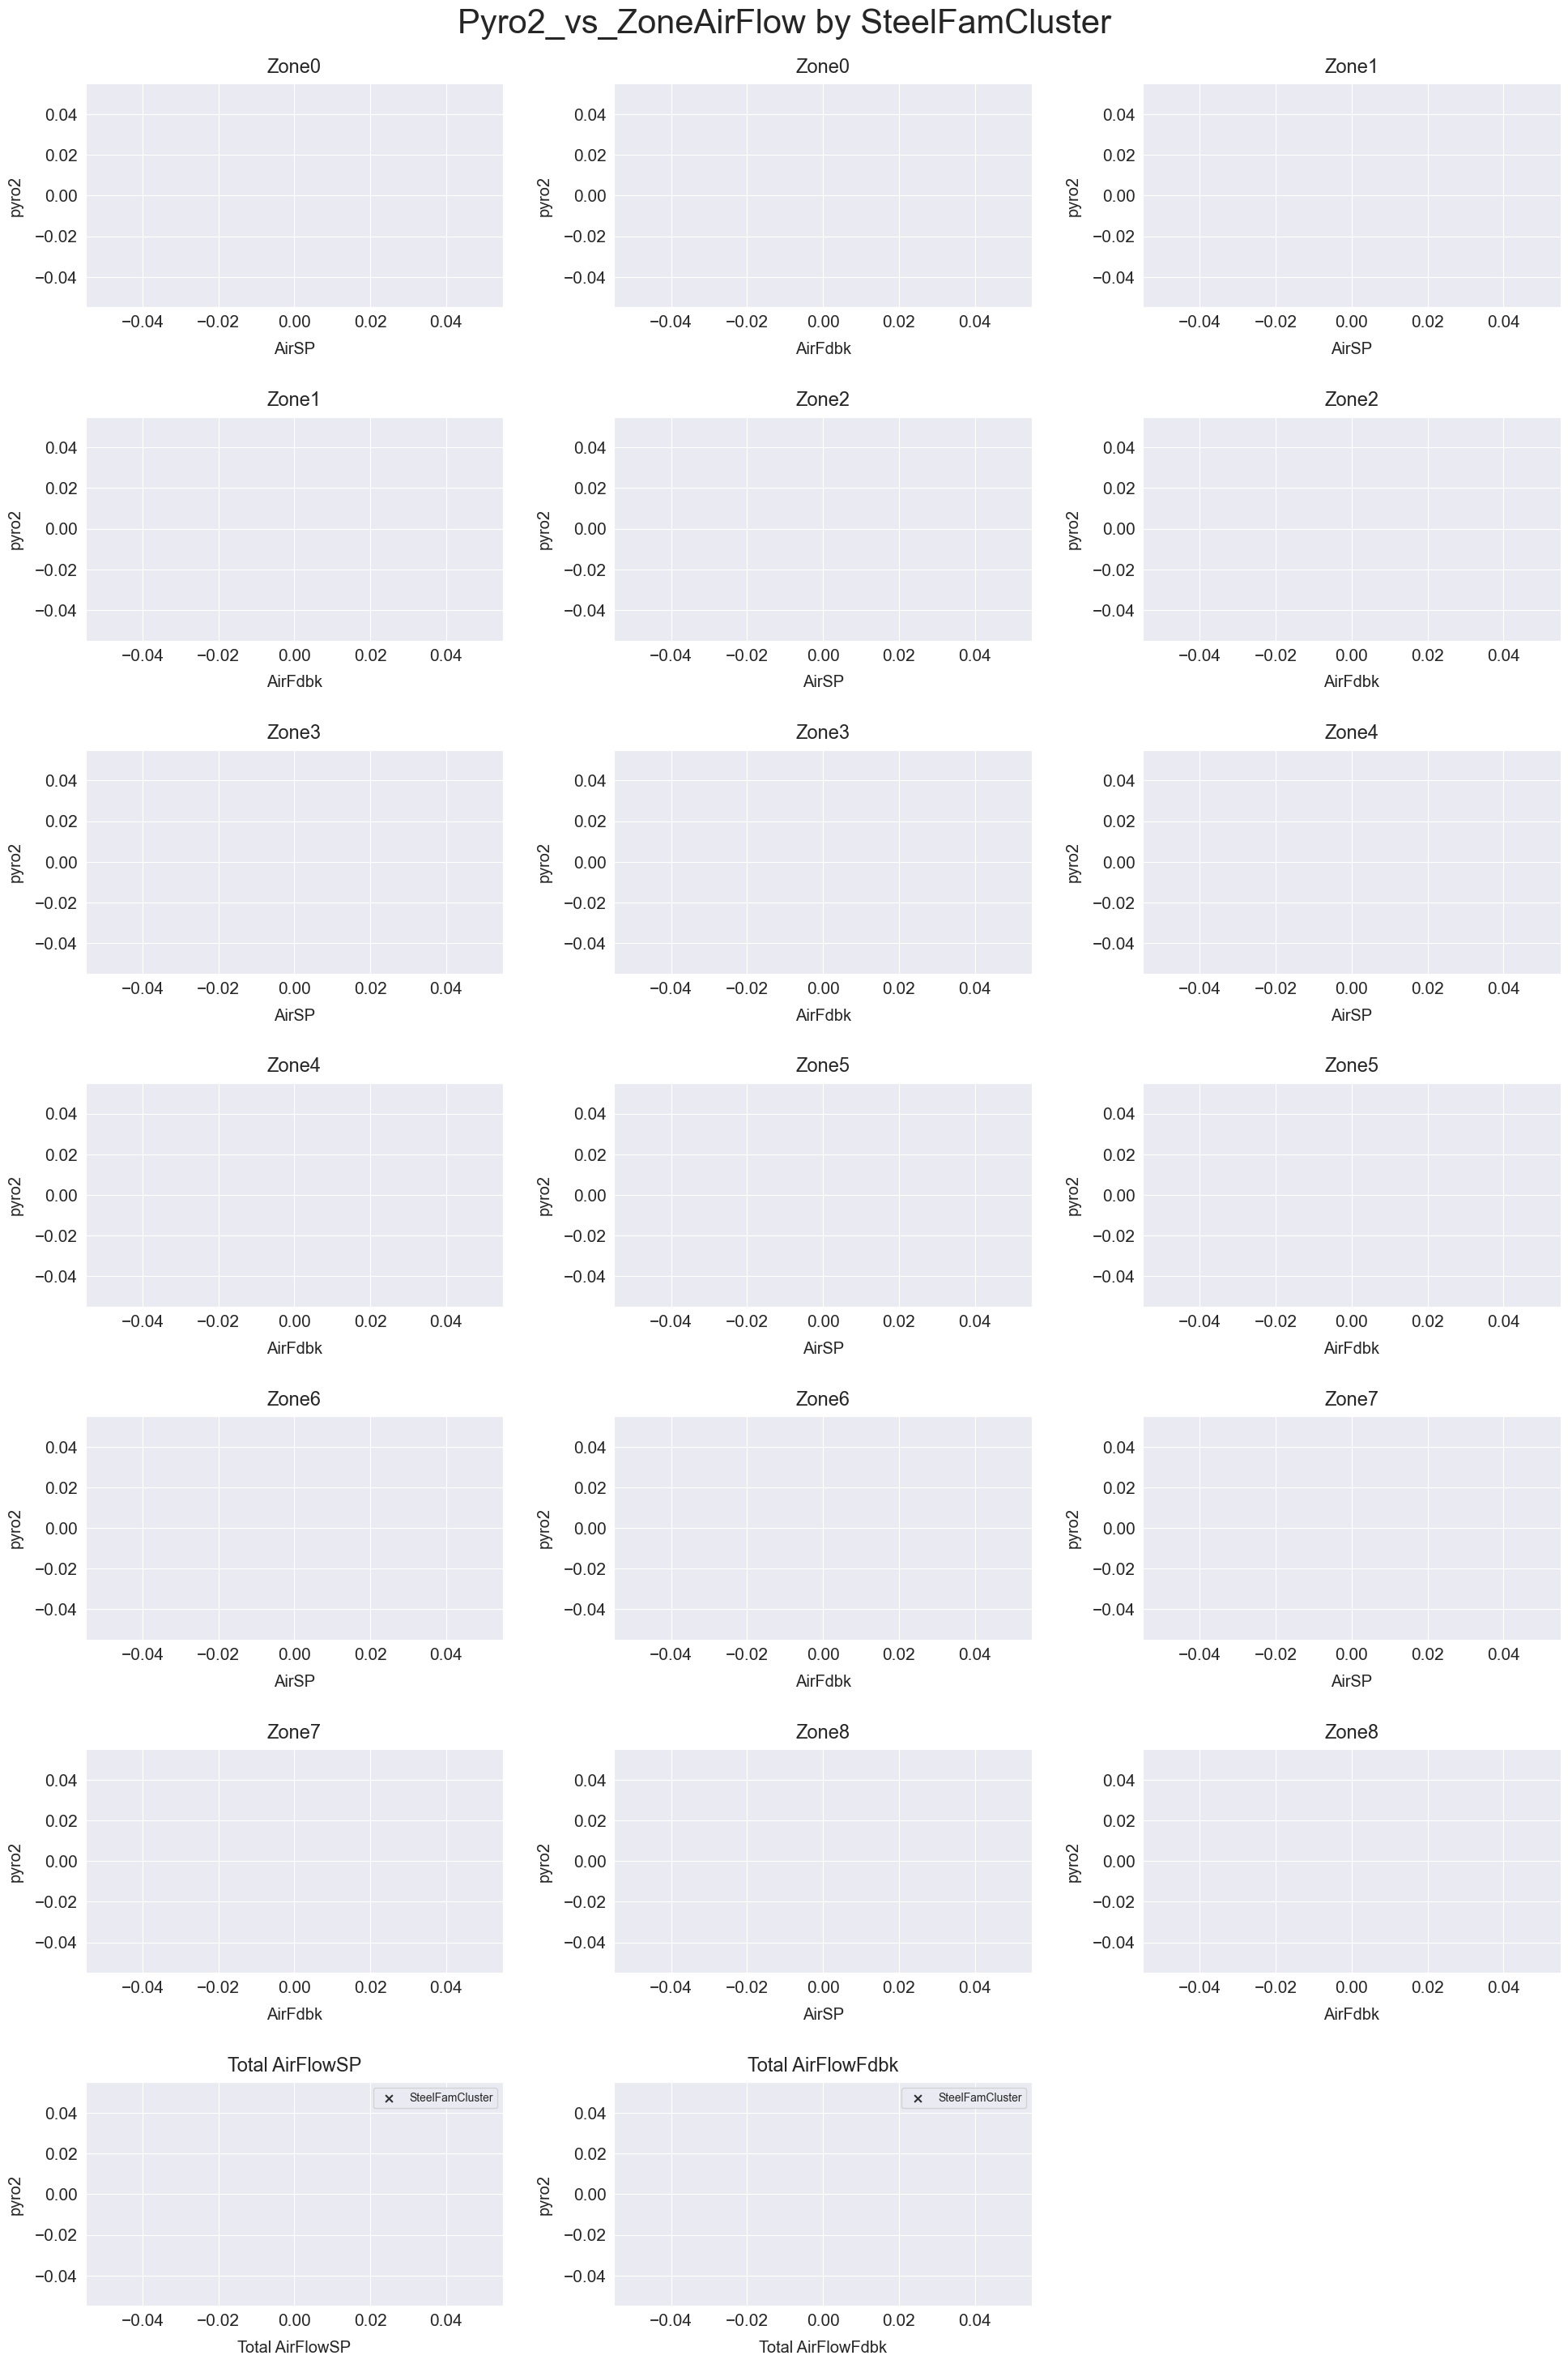 Pyro2_vs_ZoneAirFlow by SteelFamCluster
Zone0 Zone0 Zone1
0.04 0.04 0.04
0.02 0.02 0.02
pyro2 0.00 pyro2 0.00 pyro2 0.00
−0.02 −0.02 −0.02
−0.04 −0.04 −0.04
−0.04 −0.02 0.00 0.02 0.04 −0.04 −0.02 0.00 0.02 0.04 −0.04 −0.02 0.00 0.02 0.04
AirSP AirFdbk AirSP
Zone1 Zone2 Zone2
0.04 0.04 0.04
0.02 0.02 0.02
pyro2 0.00 pyro2 0.00 pyro2 0.00
−0.02 −0.02 −0.02
−0.04 −0.04 −0.04
−0.04 −0.02 0.00 0.02 0.04 −0.04 −0.02 0.00 0.02 0.04 −0.04 −0.02 0.00 0.02 0.04
AirFdbk AirSP AirFdbk
Zone3 Zone3 Zone4
0.04 0.04 0.04
0.02 0.02 0.02
pyro2 0.00 pyro2 0.00 pyro2 0.00
−0.02 −0.02 −0.02
−0.04 −0.04 −0.04
−0.04 −0.02 0.00 0.02 0.04 −0.04 −0.02 0.00 0.02 0.04 −0.04 −0.02 0.00 0.02 0.04
AirSP AirFdbk AirSP
Zone4 Zone5 Zone5
0.04 0.04 0.04
0.02 0.02 0.02
pyro2 0.00 pyro2 0.00 pyro2 0.00
−0.02 −0.02 −0.02
−0.04 −0.04 −0.04
−0.04 −0.02 0.00 0.02 0.04 −0.04 −0.02 0.00 0.02 0.04 −0.04 −0.02 0.00 0.02 0.04
AirFdbk AirSP AirFdbk
Zone6 Zone6 Zone7
0.04 0.04 0.04
0.02 0.02 0.02
pyro2 0.00 pyro2 0.00 pyro2 0.00
−0.02 −0.02 −0.02
−0.04 −0.04 −0.04
−0.04 −0.02 0.00 0.02 0.04 −0.04 −0.02 0.00 0.02 0.04 −0.04 −0.02 0.00 0.02 0.04
AirSP AirFdbk AirSP
Zone7 Zone8 Zone8
0.04 0.04 0.04
0.02 0.02 0.02
pyro2 0.00 pyro2 0.00 pyro2 0.00
−0.02 −0.02 −0.02
−0.04 −0.04 −0.04
−0.04 −0.02 0.00 0.02 0.04 −0.04 −0.02 0.00 0.02 0.04 −0.04 −0.02 0.00 0.02 0.04
AirFdbk AirSP AirFdbk
Total AirFlowSP Total AirFlowFdbk
SteelFamCluster SteelFamCluster
0.04 0.04
0.02 0.02
pyro2 0.00 pyro2 0.00
−0.02 −0.02
−0.04 −0.04
−0.04 −0.02 0.00 0.02 0.04 −0.04 −0.02 0.00 0.02 0.04
Total AirFlowSP Total AirFlowFdbk